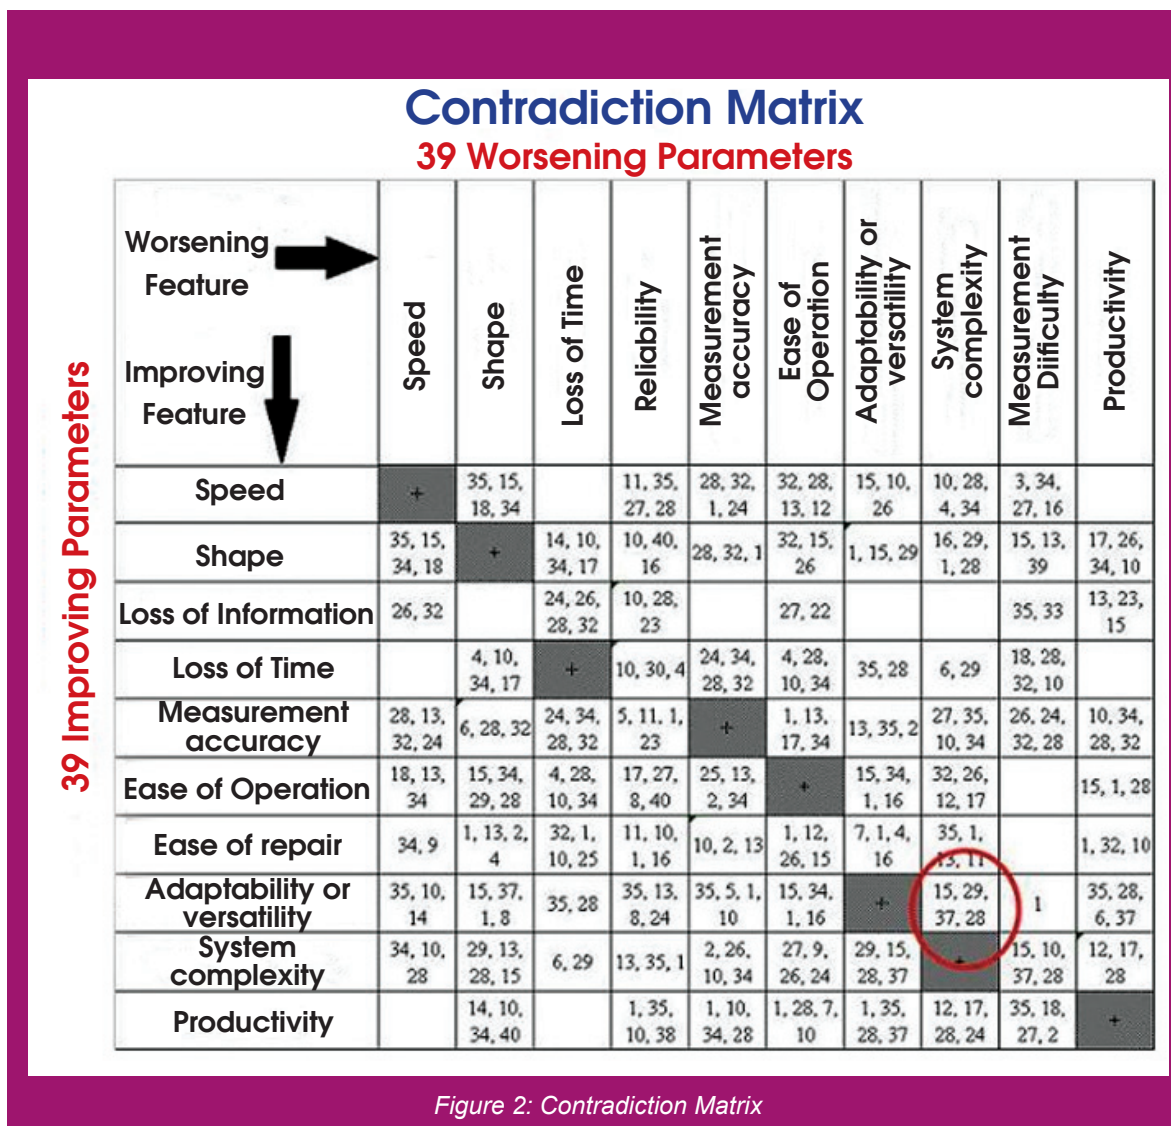 Contradiction Matrix
39 Worsening Parameters
39 Improving Parameters
Worsening
Feature
Improving
Feature
Speed
Shape
Loss of Time
Reliability
Measurement
accuracy
Ease of
Operation
Adaptability or
versatility
System
complexity
Measurement
Diifficulty
Productivity
Speed
+
35, 15,
18, 34
11, 35,
27, 28
28, 32,
1, 24
32, 28,
13, 12
15, 10,
26
10, 28,
4, 34
3, 34,
27, 16
Shape
35, 15,
34, 18
+
14, 10,
34, 17
10, 40,
16
28, 32, 1
32, 15,
26
1, 15, 29
16, 29,
1, 28
15, 13,
39
17, 26,
34, 10
Loss of Information
26, 32
24, 26,
28, 32
10, 28,
23
27, 22
35, 33
13, 23,
15
Loss of Time
4, 10,
34, 17
+
10, 30, 4
24, 34,
28, 32
4, 28,
10, 34
35, 28
6, 29
18, 28,
32, 10
Measurement
accuracy
28, 13,
32, 24
6, 28, 32
24, 34,
28, 32
5, 11, 1,
23
+
1, 13,
17, 34
13, 35, 2
27, 35,
10, 34
26, 24,
32, 28
10, 34,
28, 32
Ease of Operation
18, 13,
34
15, 34,
29, 28
4, 28,
10, 34
17, 27,
8, 40
25, 13,
2, 34
+
15, 34,
1, 16
32, 26,
12, 17
15, 1, 28
Ease of repair
34, 9
1, 13, 2,
4
32, 1,
10, 25
11, 10,
1, 16
10, 2, 13
1, 12,
26, 15
7, 1, 4,
16
35, 1,
13, 11
1, 32, 10
Adaptability or
versatility
35, 10,
14
15, 37,
1, 8
35, 28
35, 13,
8, 24
35, 5, 1,
10
15, 34,
1, 16
+
15, 29,
37, 28
1
35, 28,
6, 37
System
complexity
34, 10,
28
29, 13,
28, 15
6, 29
13, 35, 1
2, 26,
10, 34
27, 9,
26, 24
29, 15,
28, 37
+
15, 10,
37, 28
12, 17,
28
Productivity
14, 10,
34, 40
1, 35,
10, 38
1, 10,
34, 28
1, 28, 7,
10
1, 35,
28, 37
12, 17,
28, 24
35, 18,
27, 2
+
Figure 2: Contradiction Matrix